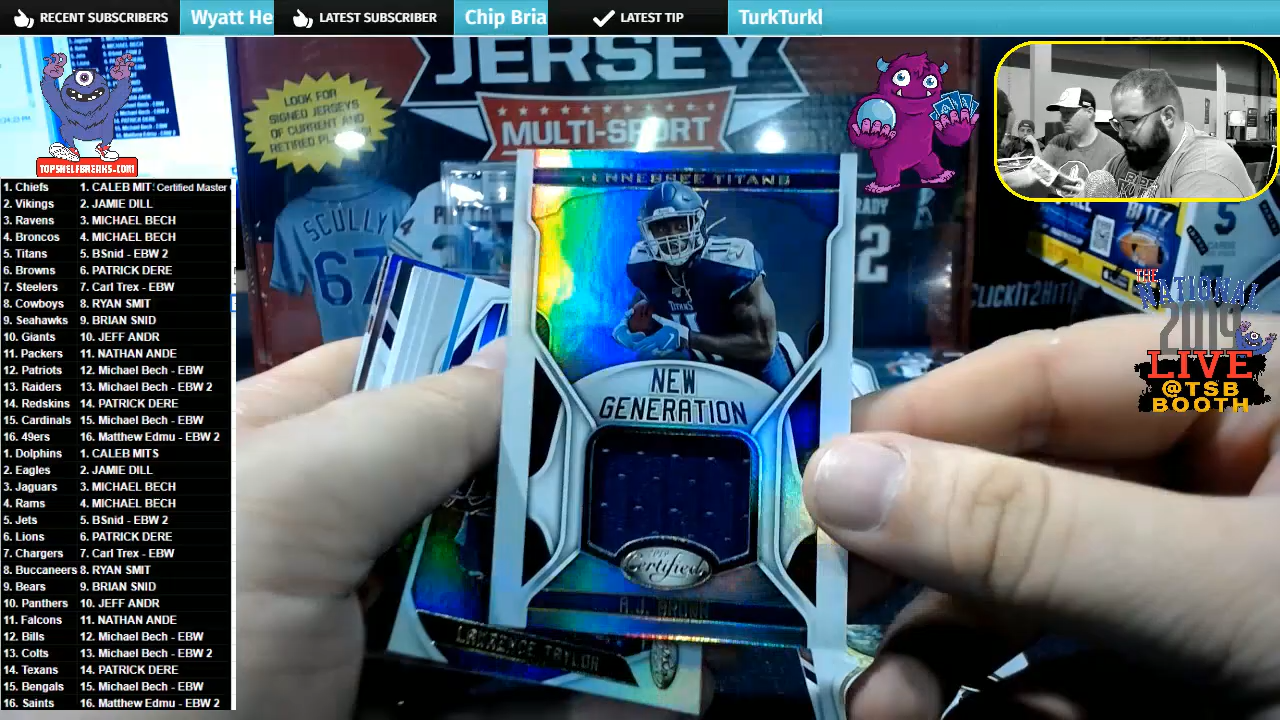 RECENT SUBSCRIBERS
Wyatt He
LATEST SUBSCRIBER
Chip Bria
LATEST TIP
TurkTurkl
JERSEY
MULTI-SPORT
LOOK FOR
SIGNED JERSEYS
OF CURRENT AND
TOPSHELFBREAKS.COM
1. Chiefs 1. CALEB MIT: Certified Master
2. Vikings 2. JAMIE DILL
3. Ravens 3. MICHAEL BECH
4. Broncos 4. MICHAEL BECH
5. Titans 5. BSnid - EBW 2
6. Browns 6. PATRICK DERE
7. Steelers 7. Carl Trex - EBW
8. Cowboys 8. RYAN SMIT
9. Seahawks 9. BRIAN SNID
10. Giants 10. JEFF ANDR
11. Packers 11. NATHAN ANDE
12. Patriots 12. Michael Bech - EBW
13. Raiders 13. Michael Bech - EBW 2
14. Redskins 14. PATRICK DERE
15. Cardinals 15. Michael Bech - EBW
16. 49ers 16. Matthew Edmu - EBW 2
1. Dolphins 1. CALEB MITS
2. Eagles 2. JAMIE DILL
3. Jaguars 3. MICHAEL BECH
4. Rams 4. MICHAEL BECH
5. Jets 5. BSnid - EBW 2
6. Lions 6. PATRICK DERE
7. Chargers 7. Carl Trex - EBW
8. Buccaneers 8. RYAN SMIT
9. Bears 9. BRIAN SNID
10. Panthers 10. JEFF ANDR
11. Falcons 11. NATHAN ANDE
12. Bills 12. Michael Bech - EBW
13. Colts 13. Michael Bech - EBW 2
14. Texans 14. PATRICK DERE
15. Bengals 15. Michael Bech - EBW
16. Saints 16. Matthew Edmu - EBW 2
SCULLY
67
TENNESSEE TITANS
TITANS
NEW
GENERATION
Certified
A.J. BROWN
LAWRENCE TAYLOR
BLITZ
5
CLICKIT2HIT
THE
NATIONAL
2019
LIVE
@TSB
BOOTH